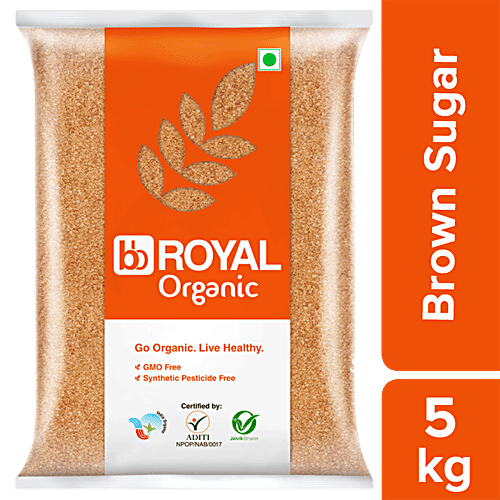 bb ROYAL
Organic
Go Organic. Live Healthy.
✓ GMO Free
✓ Synthetic Pesticide Free
Certified by:
ADITI
NPOP/NAB/0017
Jaivik Bharat
Brown Sugar
5
kg